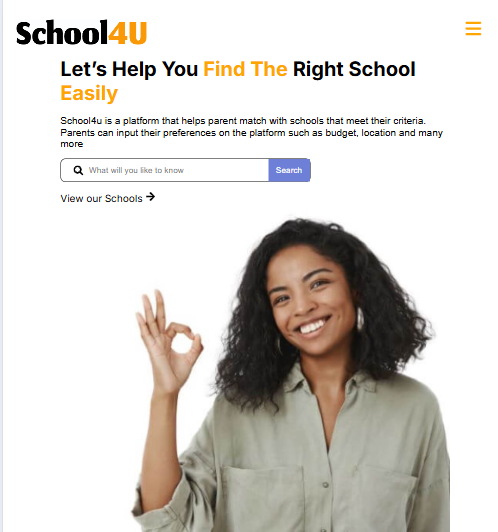 School4U
Let's Help You Find The Right School
Easily
School4u is a platform that helps parent match with schools that meet their criteria.
Parents can input their preferences on the platform such as budget, location and many
more
What will you like to know
Search
View our Schools